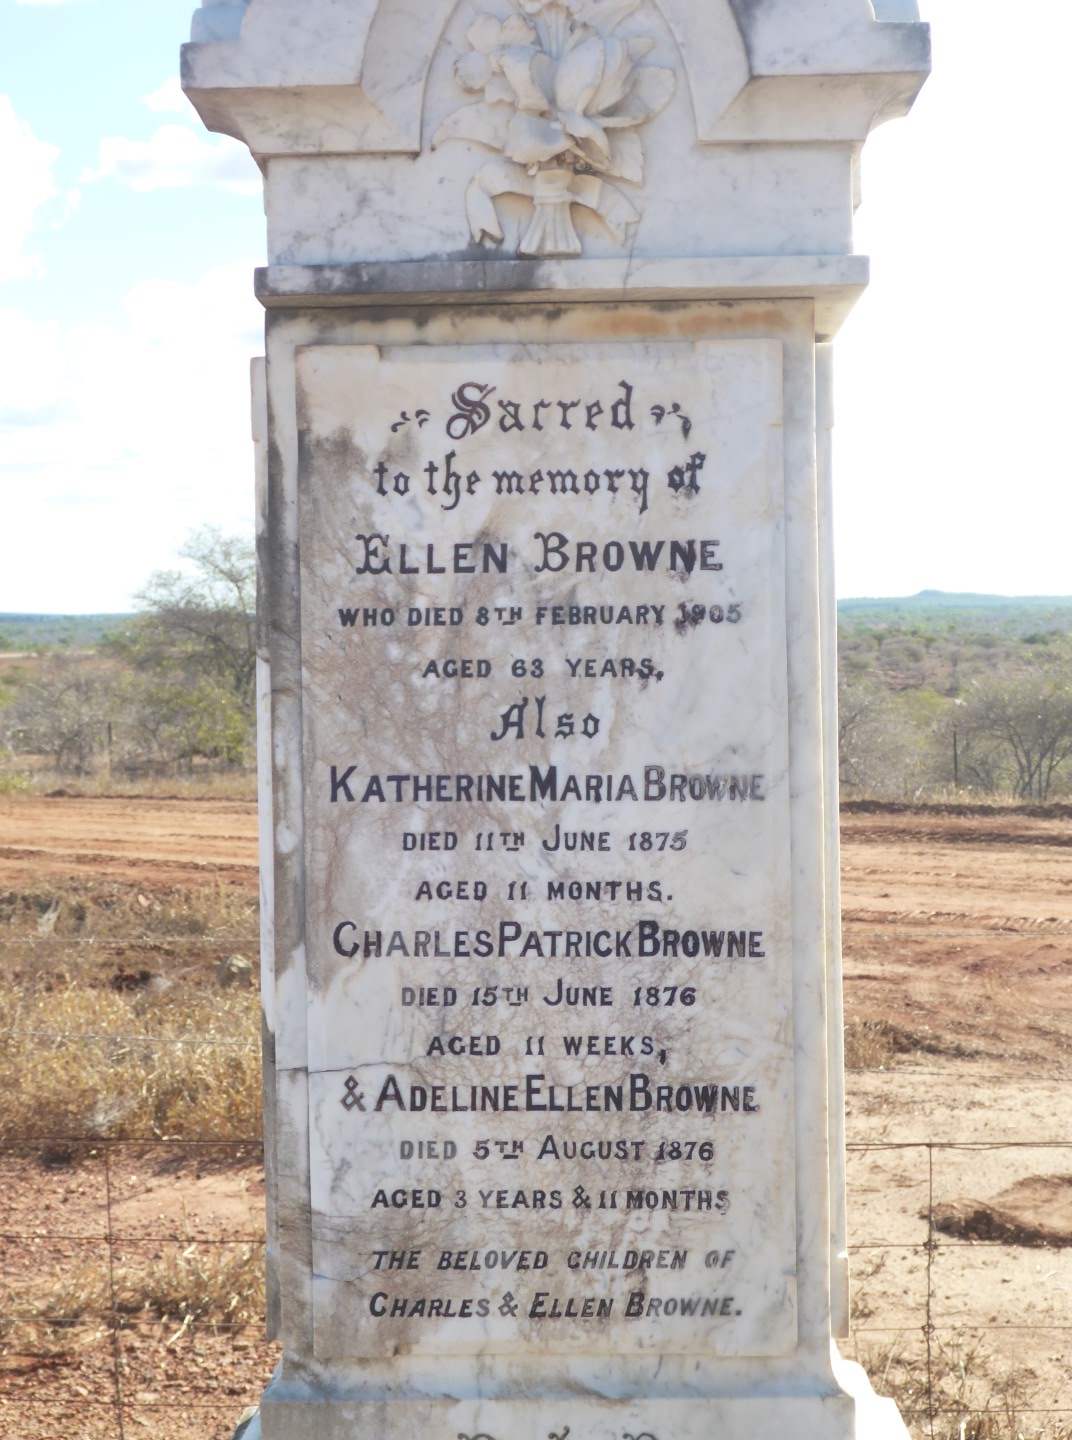 Sacred
to the memory of
ELLEN BROWNE
WHO DIED 8TH FEBRUARY 1905
AGED 63 YEARS,
Also
KATHERINE MARIA BROWNE
DIED 11TH JUNE 1875
AGED 11 MONTHS.
CHARLES PATRICK BROWNE
DIED 15TH JUNE 1876
AGED 11 WEEKS,
& ADELINE ELLEN BROWNE
DIED 5TH AUGUST 1876
AGED 3 YEARS & 11 MONTHS
THE BELOVED CHILDREN OF
CHARLES & ELLEN BROWNE.